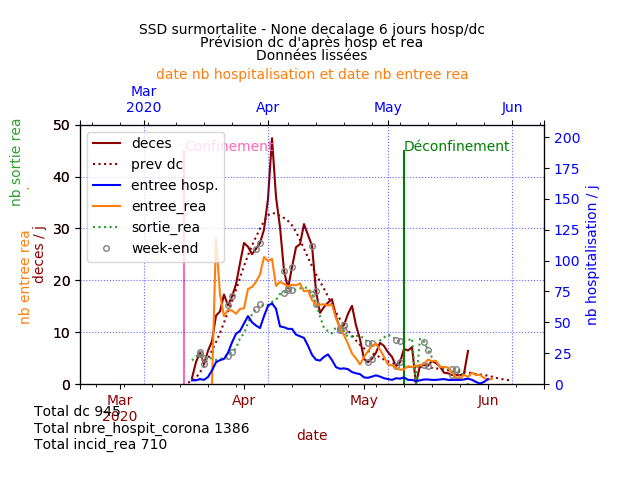 SSD surmortalite - None decalage 6 jours hosp/dc
Prévision dc d'après hosp et rea
Données lissées
date nb hospitalisation et date nb entree rea
Mar
2020
Apr
May
Jun
50
40
30
20
10
0
200
175
150
125
100
75
50
25
0
nb sortie rea
nb entree rea
deces / j
nb hospitalisation / j
deces
prev dc
entree hosp.
entree_rea
sortie_rea
week-end
Confinement
Déconfinement
Mar
2020
Apr
May
Jun
date
Total dc 945
Total nbre_hospit_corona 1386
Total incid_rea 710